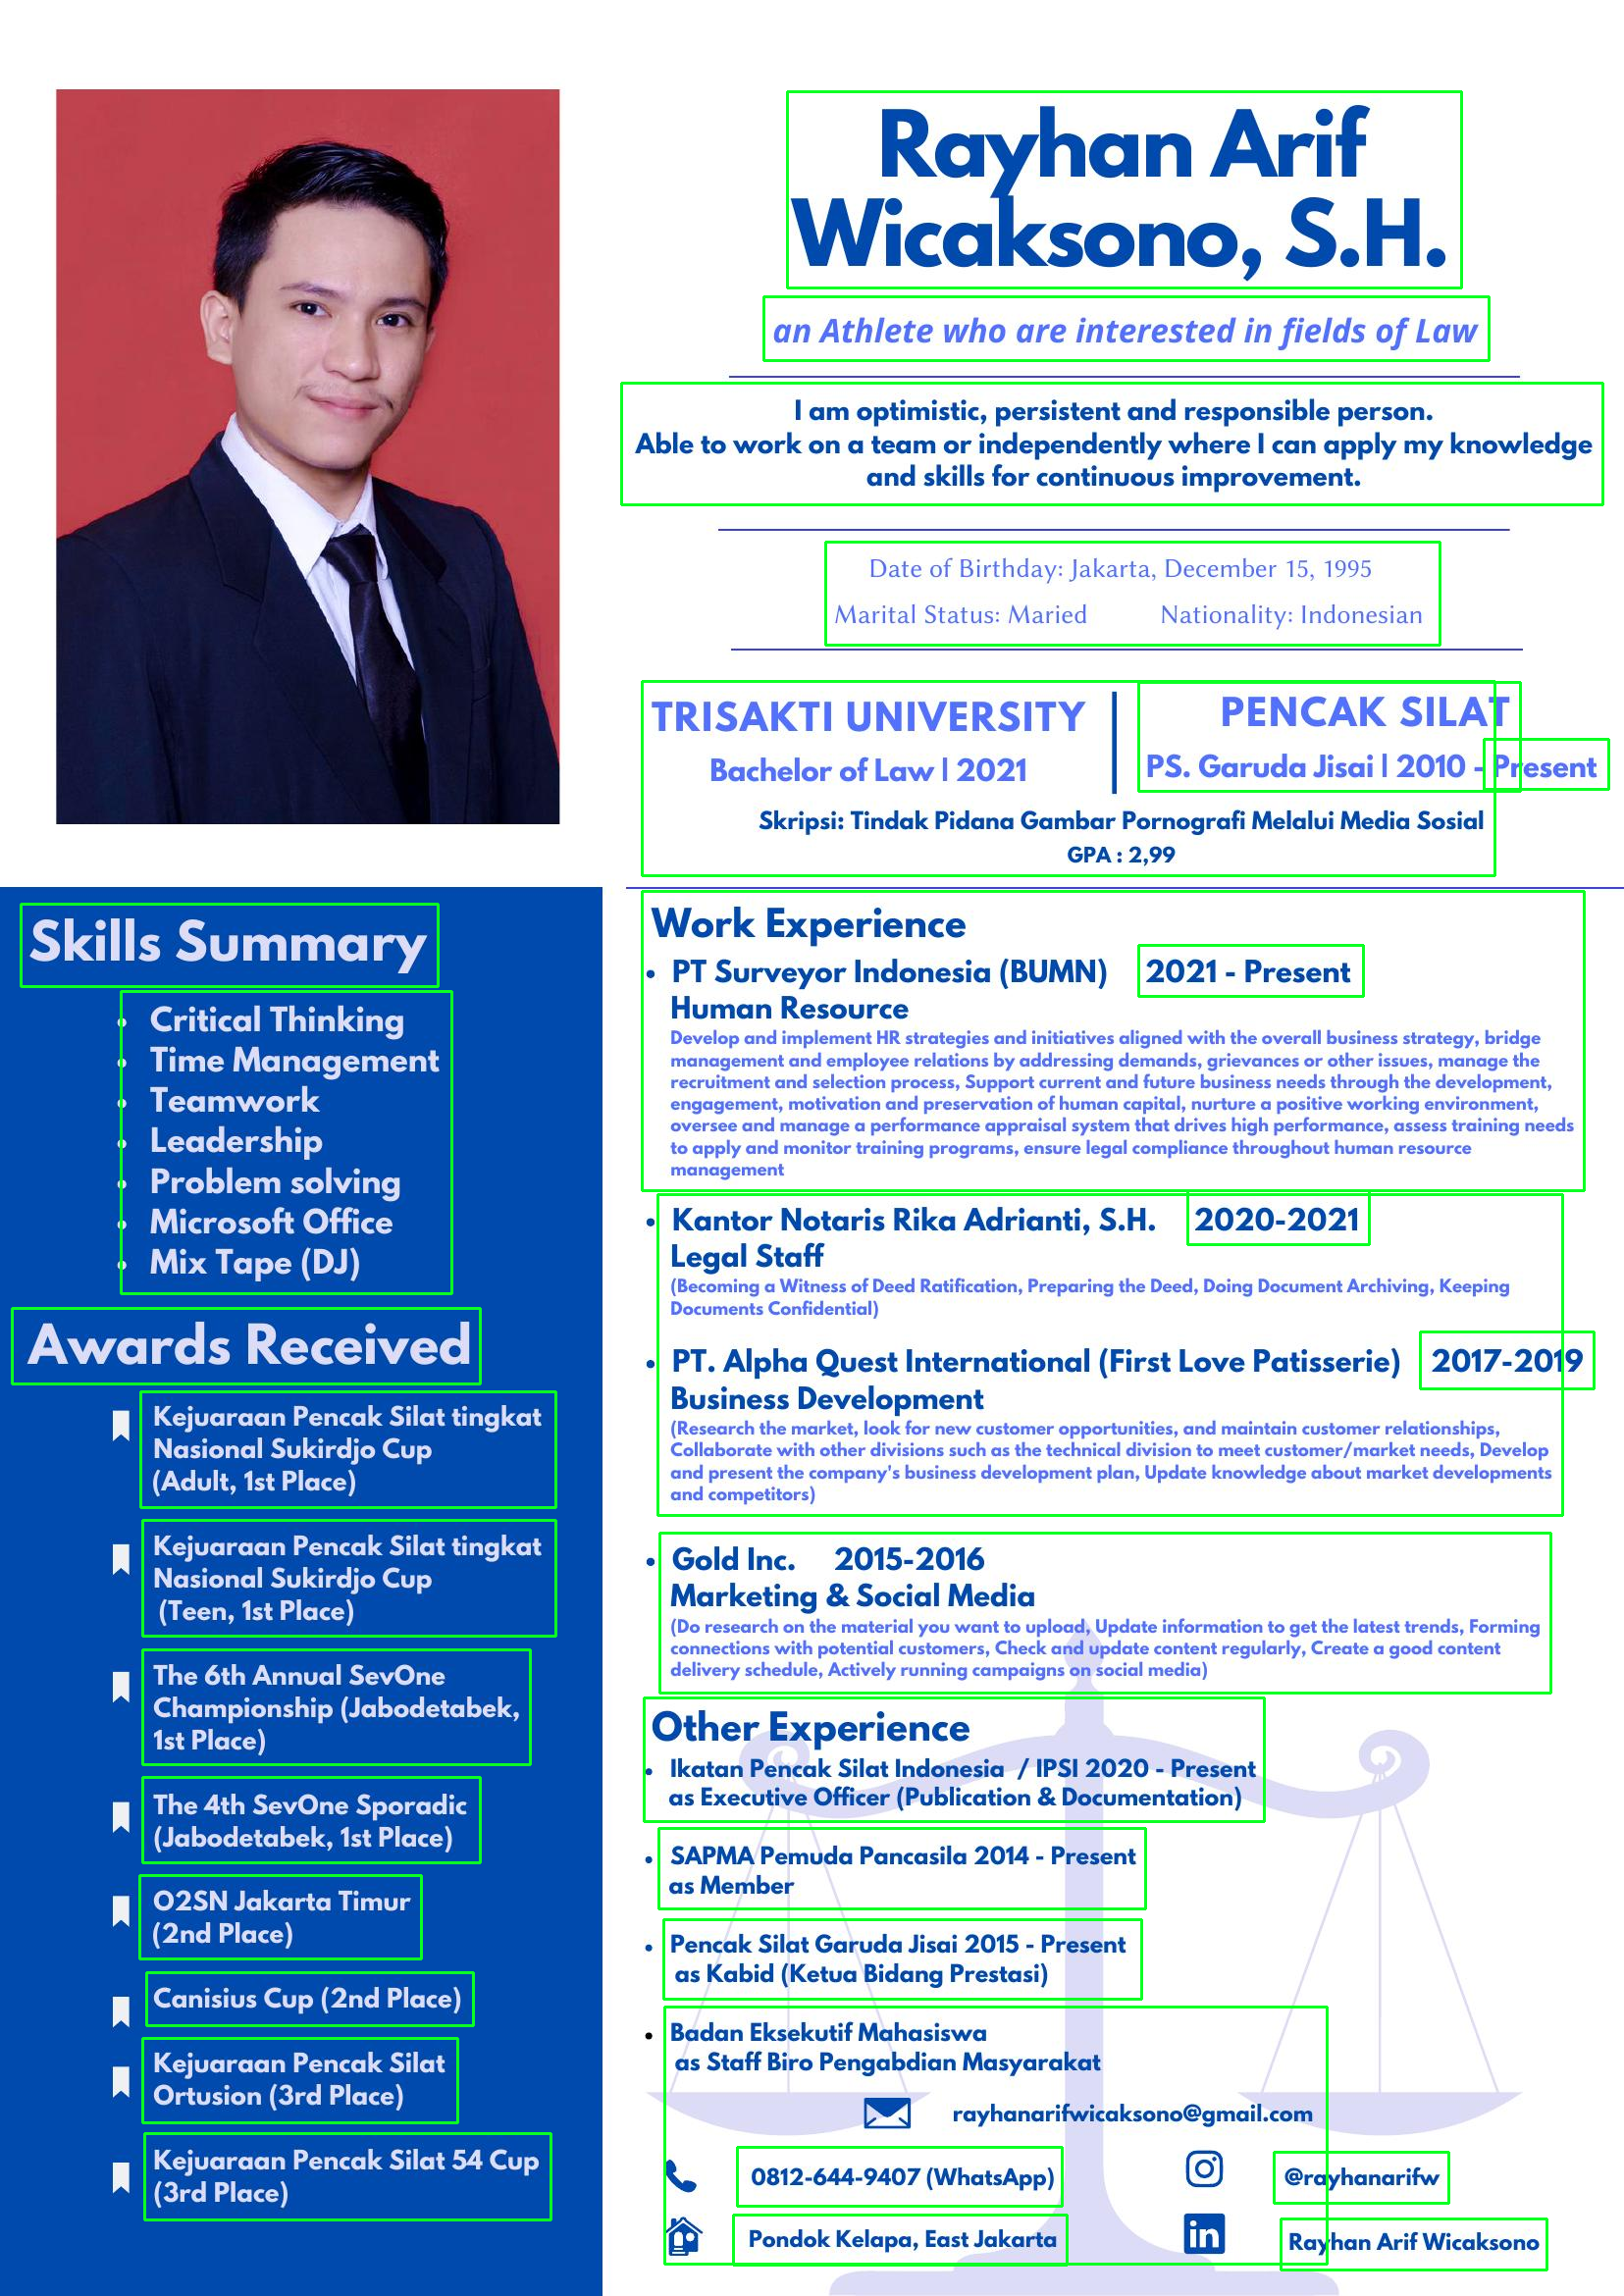 Rayhan Arif
Wicaksono, S.H.
an Athlete who are interested in fields of Law
I am optimistic, persistent and responsible person.
Able to work on a team or independently where I can apply my knowledge
and skills for continuous improvement.
Date of Birthday: Jakarta, December 15, 1995
Marital Status: Maried Nationality: Indonesian
TRISAKTI UNIVERSITY
Bachelor of Law | 2021
PENCAK SILAT
PS. Garuda Jisai | 2010 - Present
Skripsi: Tindak Pidana Gambar Pornografi Melalui Media Sosial
GPA : 2,99
Skills Summary
• Critical Thinking
• Time Management
• Teamwork
• Leadership
• Problem solving
• Microsoft Office
• Mix Tape (DJ)
Awards Received
Kejuaraan Pencak Silat tingkat
Nasional Sukirdjo Cup
(Adult, 1st Place)
Kejuaraan Pencak Silat tingkat
Nasional Sukirdjo Cup
(Teen, 1st Place)
The 6th Annual SevOne
Championship (Jabodetabek,
1st Place)
The 4th SevOne Sporadic
(Jabodetabek, 1st Place)
O2SN Jakarta Timur
(2nd Place)
Canisius Cup (2nd Place)
Kejuaraan Pencak Silat
Ortusion (3rd Place)
Kejuaraan Pencak Silat 54 Cup
(3rd Place)
Work Experience
• PT Surveyor Indonesia (BUMN) 2021 - Present
Human Resource
Develop and implement HR strategies and initiatives aligned with the overall business strategy, bridge
management and employee relations by addressing demands, grievances or other issues, manage the
recruitment and selection process, Support current and future business needs through the development,
engagement, motivation and preservation of human capital, nurture a positive working environment,
oversee and manage a performance appraisal system that drives high performance, assess training needs
to apply and monitor training programs, ensure legal compliance throughout human resource
management
• Kantor Notaris Rika Adrianti, S.H. 2020-2021
Legal Staff
(Becoming a Witness of Deed Ratification, Preparing the Deed, Doing Document Archiving, Keeping
Documents Confidential)
• PT. Alpha Quest International (First Love Patisserie) 2017-2019
Business Development
(Research the market, look for new customer opportunities, and maintain customer relationships,
Collaborate with other divisions such as the technical division to meet customer/market needs, Develop
and present the company's business development plan, Update knowledge about market developments
and competitors)
• Gold Inc. 2015-2016
Marketing & Social Media
(Do research on the material you want to upload, Update information to get the latest trends, Forming
connections with potential customers, Check and update content regularly, Create a good content
delivery schedule, Actively running campaigns on social media)
Other Experience
• Ikatan Pencak Silat Indonesia / IPSI 2020 - Present
as Executive Officer (Publication & Documentation)
• SAPMA Pemuda Pancasila 2014 - Present
as Member
• Pencak Silat Garuda Jisai 2015 - Present
as Kabid (Ketua Bidang Prestasi)
• Badan Eksekutif Mahasiswa
as Staff Biro Pengabdian Masyarakat
rayhanarifwicaksono@gmail.com
0812-644-9407 (WhatsApp)
@rayhanarifw
Pondok Kelapa, East Jakarta
in
Rayhan Arif Wicaksono